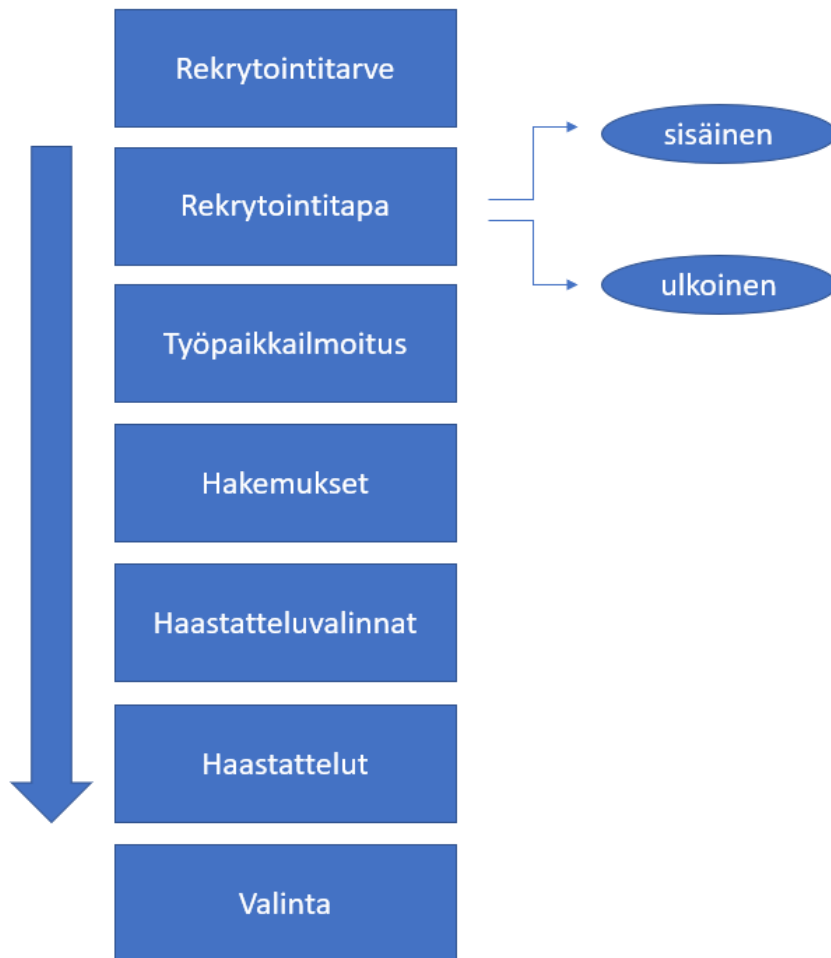 Rekrytointitarve
sisäinen
Rekrytointitapa
ulkoinen
Työpaikkailmoitus
Hakemukset
Haastatteluvalinnat
Haastattelut
Valinta